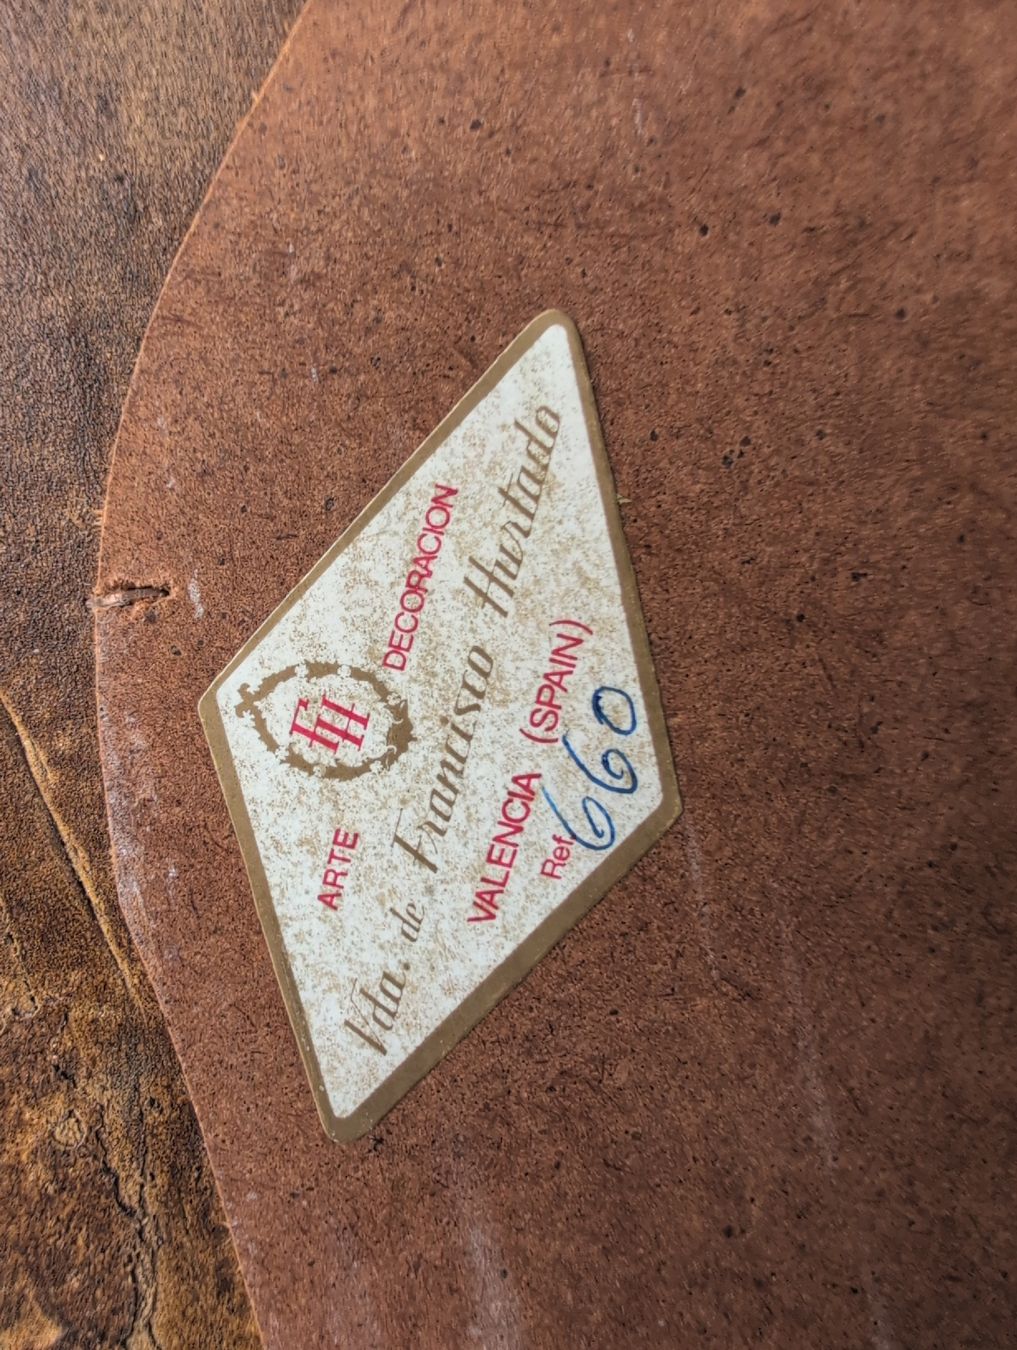 FH
ARTE DECORACION
Vda. de Francisco Hurtado
VALENCIA (SPAIN)
Ref. 660